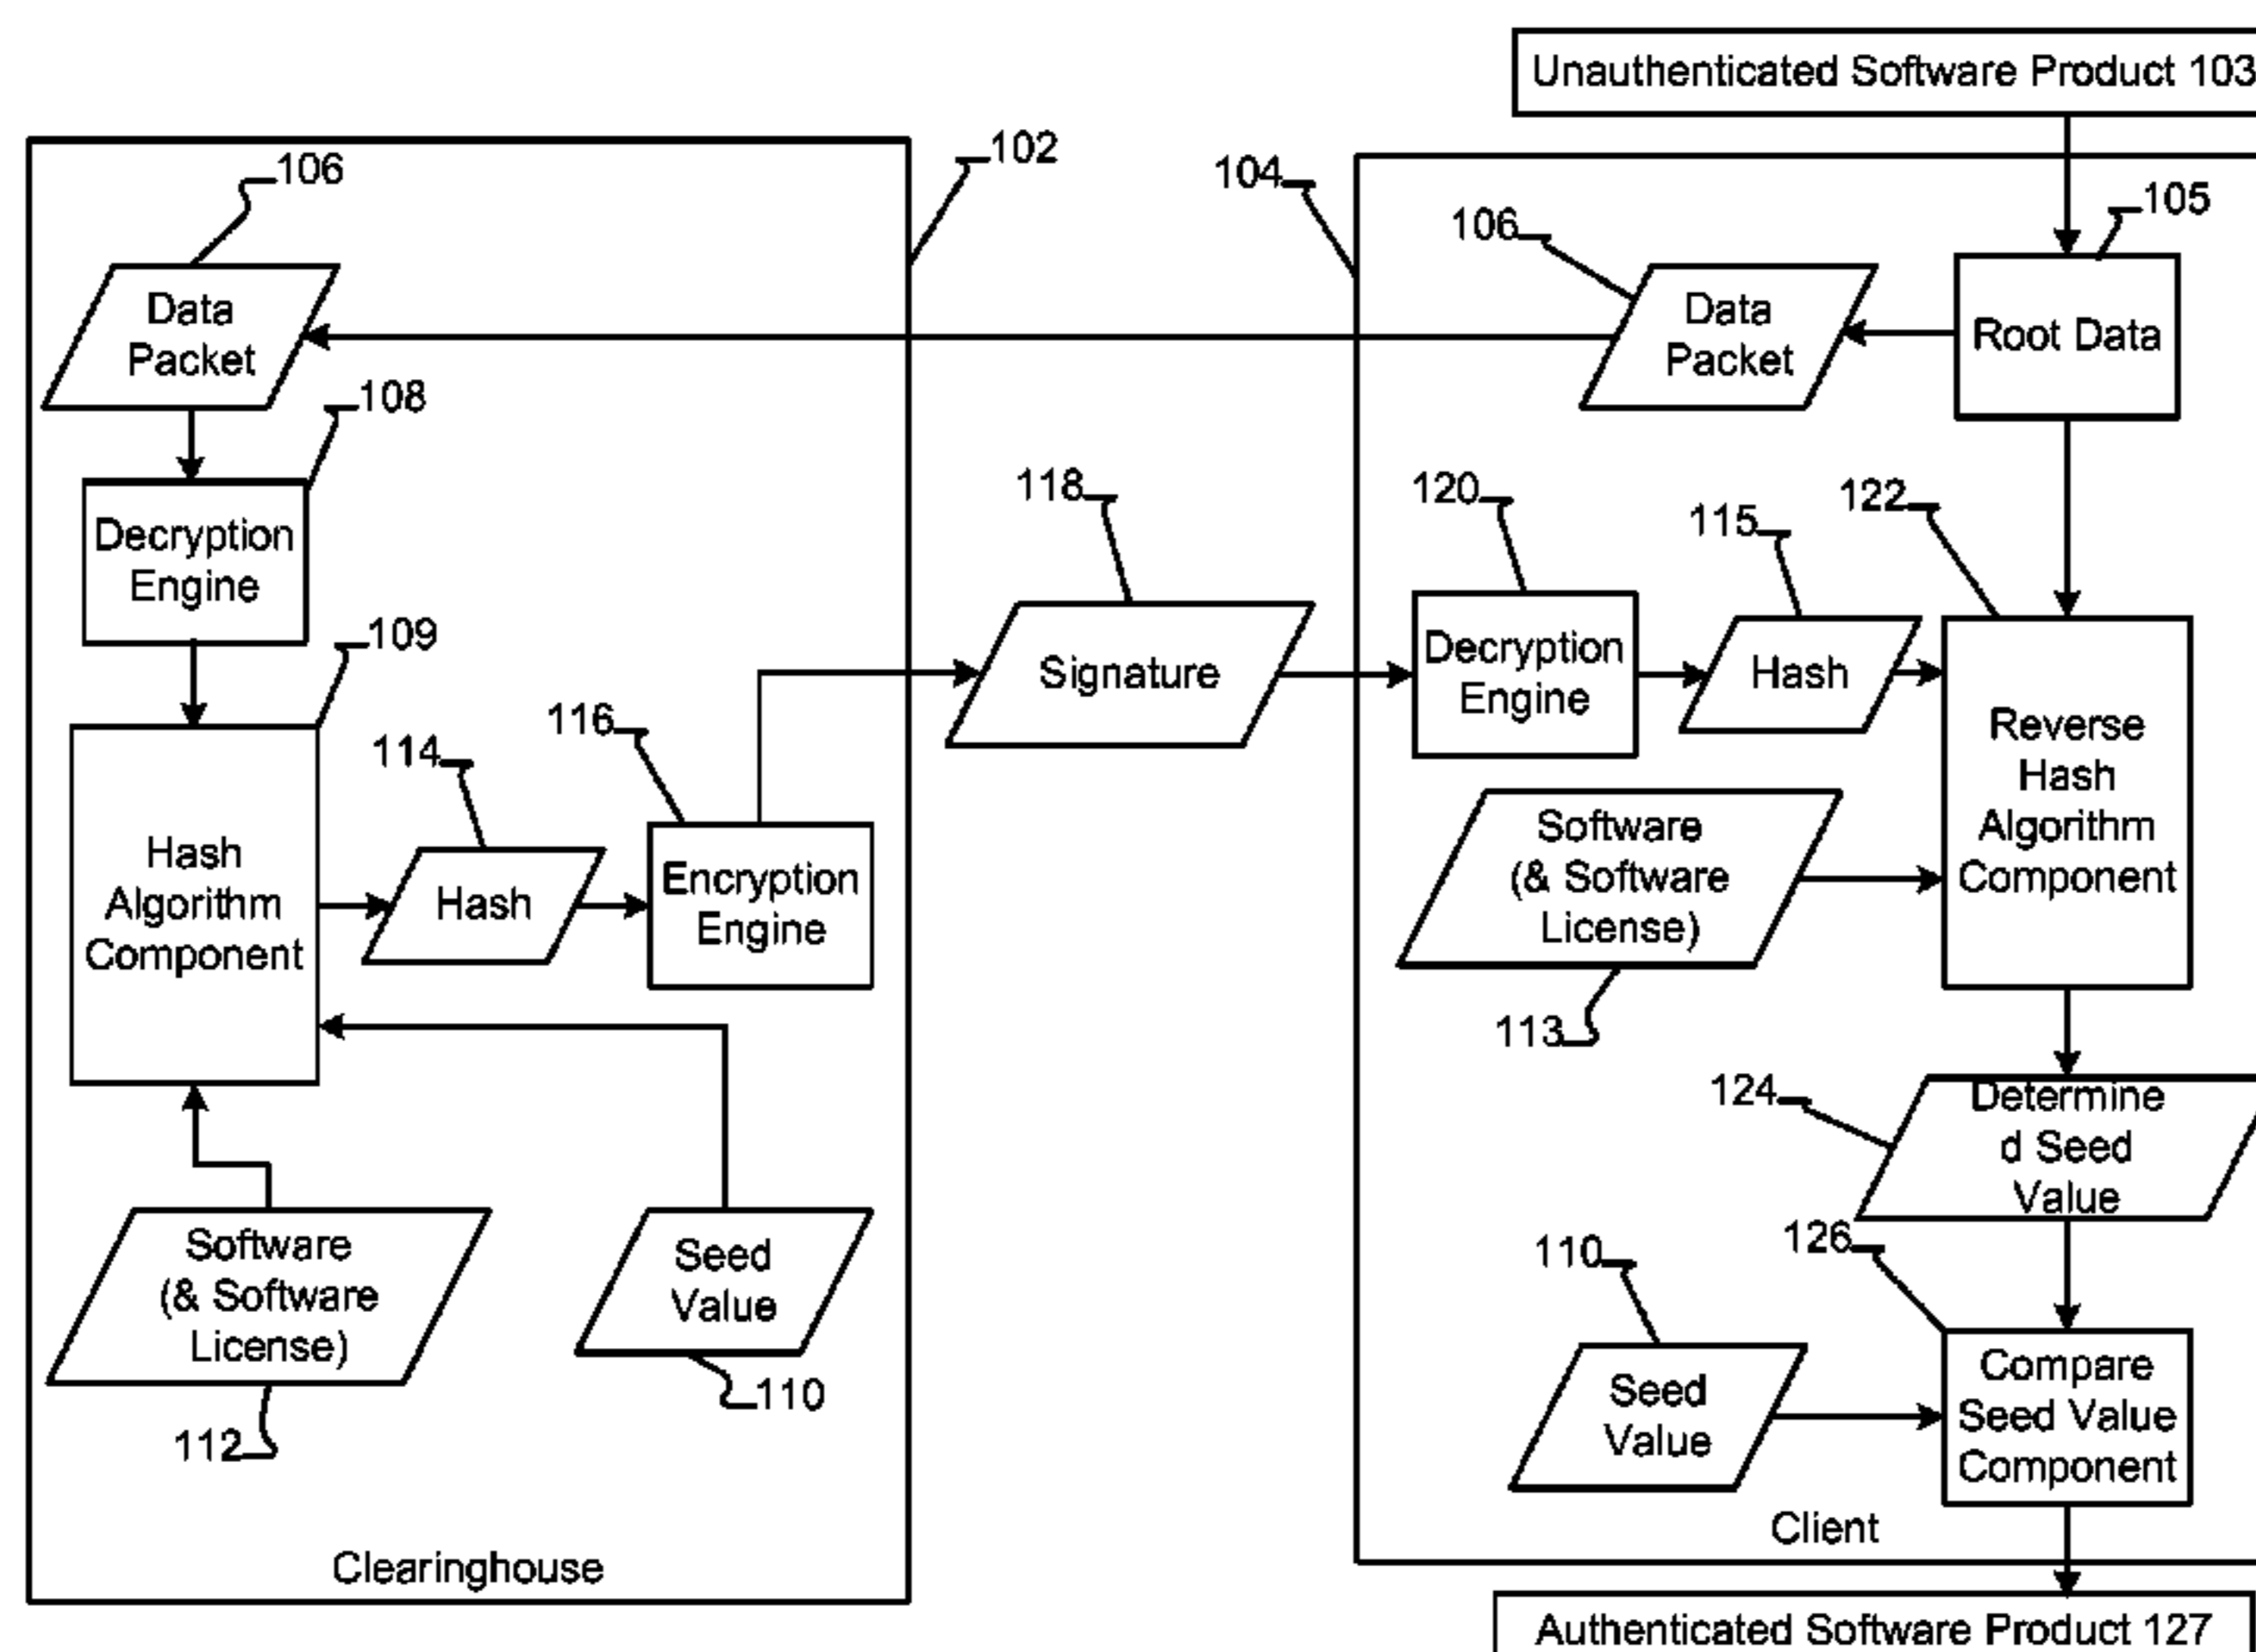 Unauthenticated Software Product 103
102
104
106
105
106
Data
Packet
Data
Packet
Root Data
108
Decryption
Engine
118
120
115
122
109
Signature
Decryption
Engine
Hash
Reverse
Hash
Algorithm
Component
116
114
Hash
Algorithm
Component
Hash
Encryption
Engine
Software
(& Software
License)
113
124
Determine
d Seed
Value
Software
(& Software
License)
112
Seed
Value
110
110
126
Seed
Value
Compare
Seed Value
Component
Client
Clearinghouse
Authenticated Software Product 127